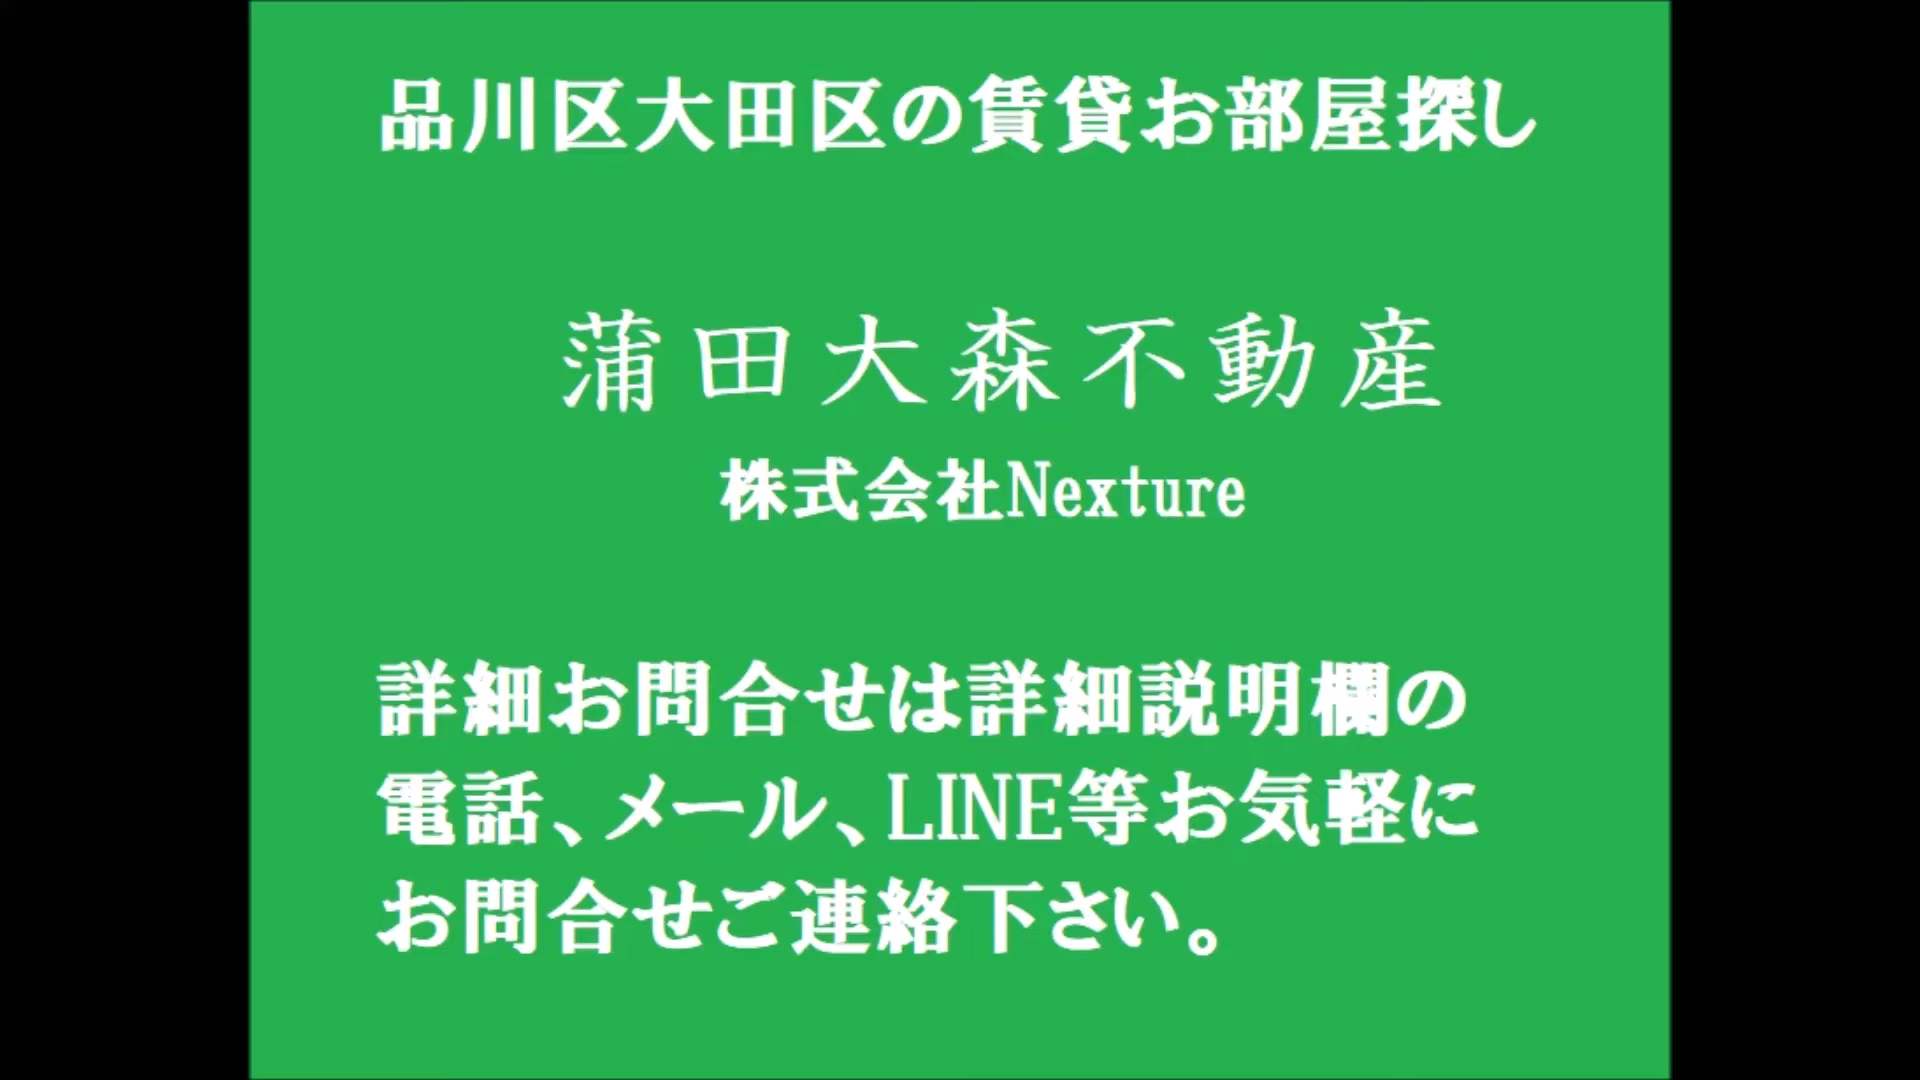 品川区大田区の賃貸お部屋探し
蒲田大森不動産
株式会社Nexture
詳細お問合せは詳細説明欄の
電話、メール、LINE等お気軽に
お問合せご連絡下さい。